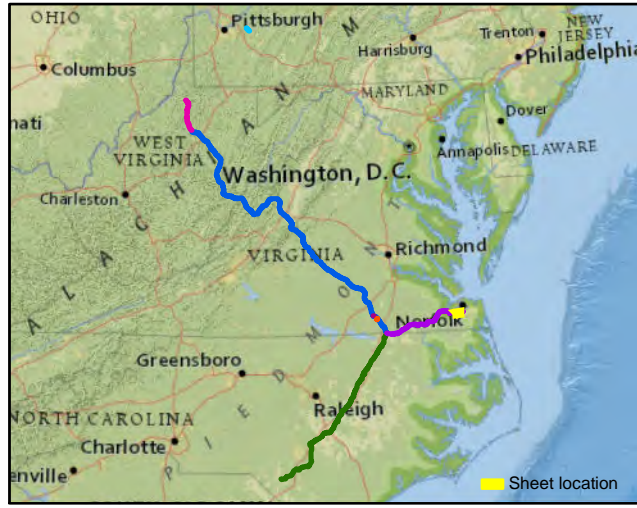 OHIO
Pittsburgh
Trenton
NEW
JERSEY
Harrisburg
Philadelphia
Columbus
MARYLAND
nati
Dover
WEST
VIRGINIA
Annapolis
DELAWARE
Washington, D.C.
Charleston
A P P A L A C H I A N M
VIRGINIA
Richmond
Norfolk
Greensboro
P I E D M O N T
Raleigh
NORTH CAROLINA
Charlotte
enville
Sheet location